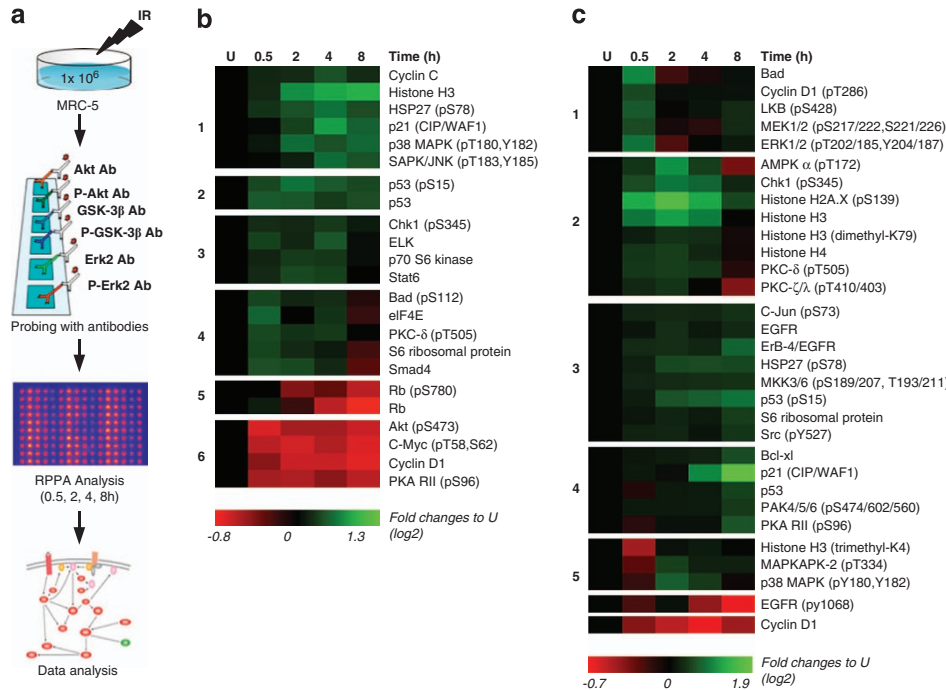 a
IR
1x 10⁶
MRC-5
Akt Ab
P-Akt Ab
GSK-3β Ab
P-GSK-3β Ab
Erk2 Ab
P-Erk2 Ab
Probing with antibodies
RPPA Analysis
(0.5, 2, 4, 8h)
Data analysis
b
U 0.5 2 4 8 Time (h)
1
Cyclin C
Histone H3
HSP27 (pS78)
p21 (CIP/WAF1)
p38 MAPK (pT180,Y182)
SAPK/JNK (pT183,Y185)
2
p53 (pS15)
p53
3
Chk1 (pS345)
ELK
p70 S6 kinase
Stat6
4
Bad (pS112)
eIF4E
PKC-δ (pT505)
S6 ribosomal protein
Smad4
5
Rb (pS780)
Rb
6
Akt (pS473)
C-Myc (pT58,S62)
Cyclin D1
PKA RII (pS96)
Fold changes to U
(log2)
-0.8 0 1.3
c
U 0.5 2 4 8 Time (h)
1
Bad
Cyclin D1 (pT286)
LKB (pS428)
MEK1/2 (pS217/222,S221/226)
ERK1/2 (pT202/185,Y204/187)
2
AMPK α (pT172)
Chk1 (pS345)
Histone H2A.X (pS139)
Histone H3
Histone H3 (dimethyl-K79)
Histone H4
PKC-δ (pT505)
PKC-ζ/λ (pT410/403)
3
C-Jun (pS73)
EGFR
ErB-4/EGFR
HSP27 (pS78)
MKK3/6 (pS189/207, T193/211)
p53 (pS15)
S6 ribosomal protein
Src (pY527)
4
Bcl-xl
p21 (CIP/WAF1)
p53
PAK4/5/6 (pS474/602/560)
PKA RII (pS96)
5
Histone H3 (trimethyl-K4)
MAPKAPK-2 (pT334)
p38 MAPK (pY180,Y182)
EGFR (py1068)
Cyclin D1
Fold changes to U
(log2)
-0.7 0 1.9